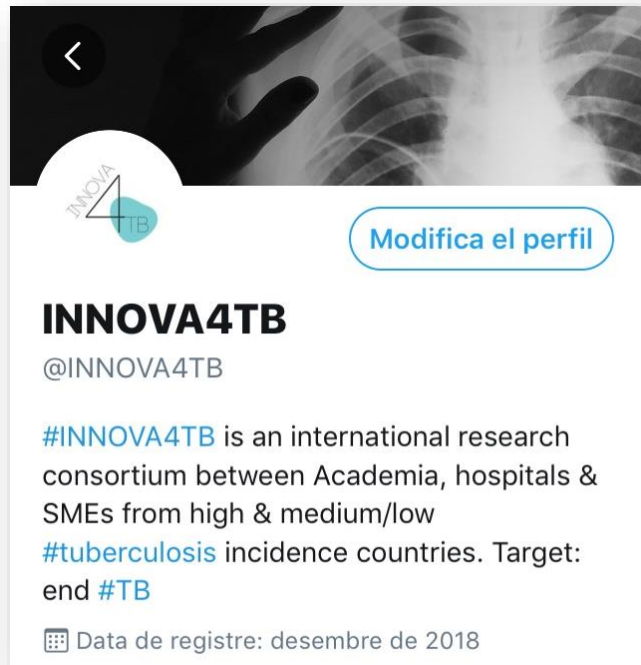 INNOVA
4
TB
Modifica el perfil
INNOVA4TB
@INNOVA4TB
#INNOVA4TB is an international research
consortium between Academia, hospitals &
SMEs from high & medium/low
#tuberculosis incidence countries. Target:
end #TB
Data de registre: desembre de 2018